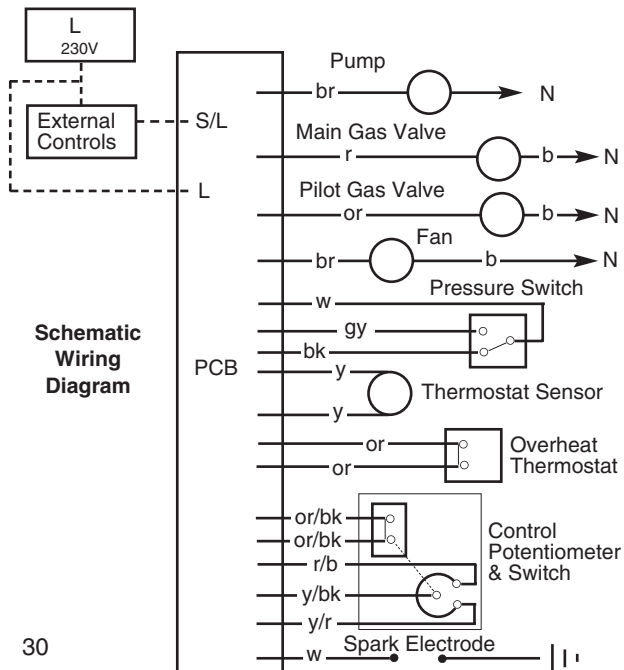 L
230V
External
Controls
S/L
L
Schematic
Wiring
Diagram
PCB
Pump
br
N
Main Gas Valve
r
b
N
Pilot Gas Valve
or
b
N
Fan
br
b
N
Pressure Switch
w
gy
bk
y
Thermostat Sensor
y
or
Overheat
Thermostat
or
or/bk
or/bk
r/b
y/bk
y/r
Control
Potentiometer
& Switch
Spark Electrode
w
30